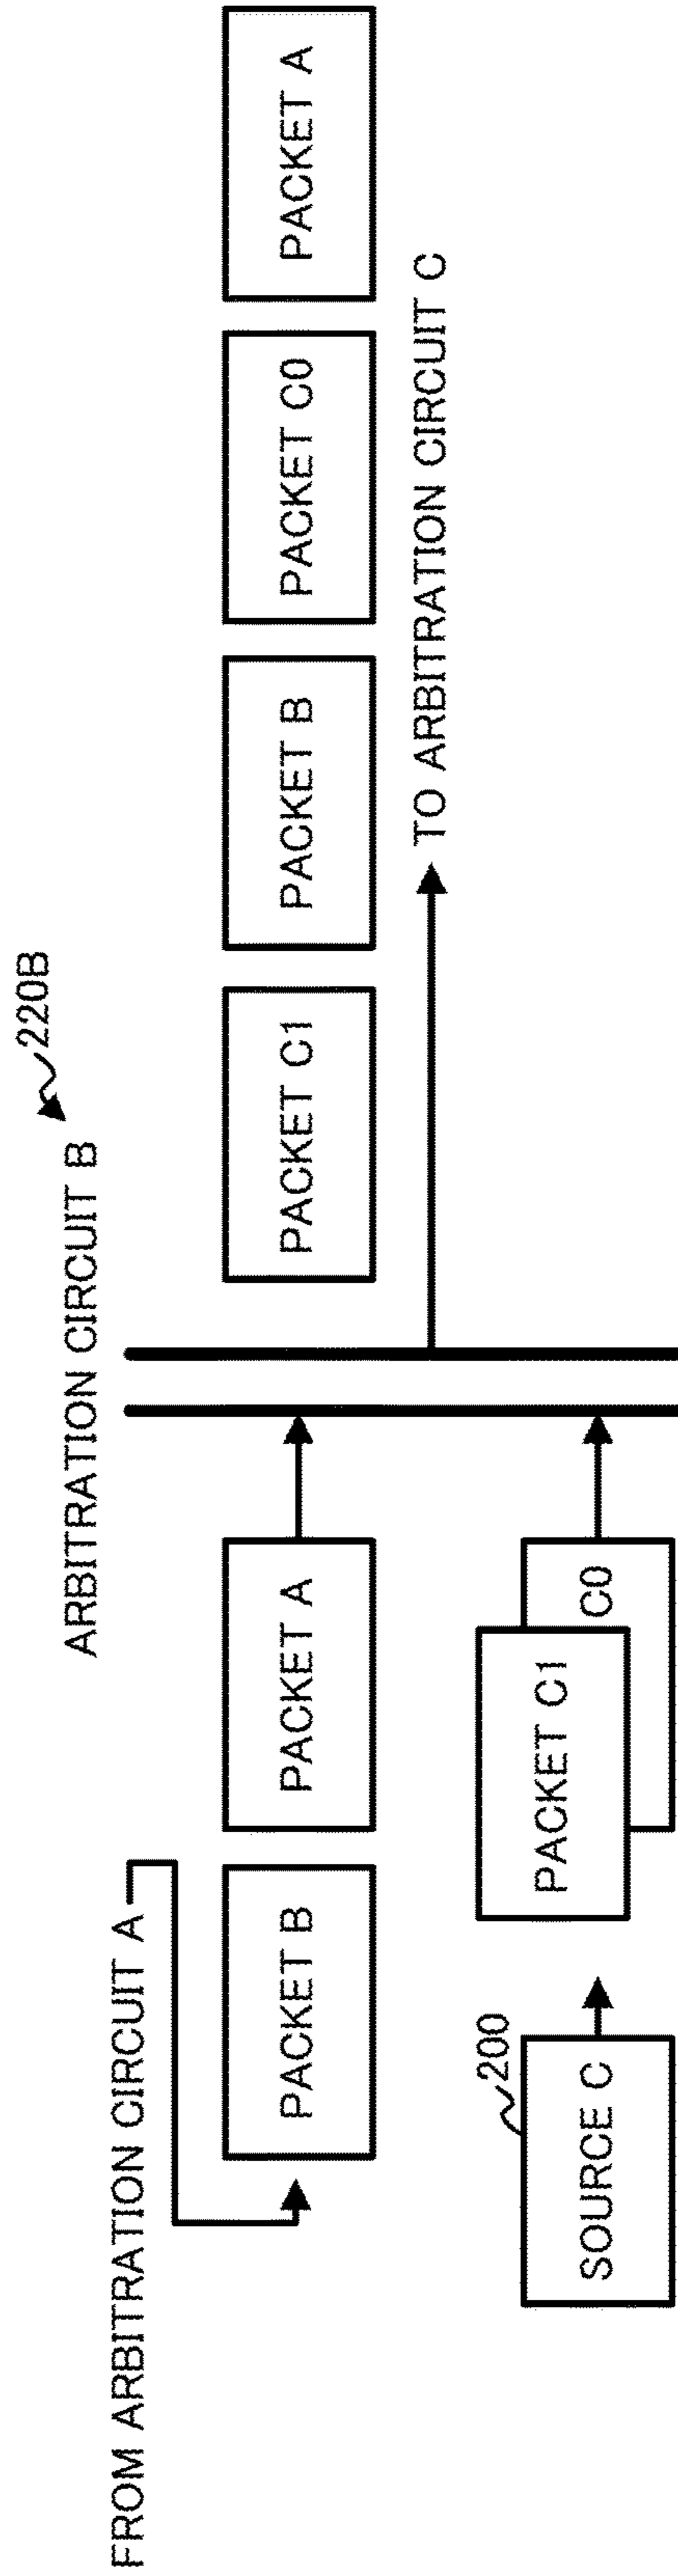 220B
ARBITRATION CIRCUIT B
FROM ARBITRATION CIRCUIT A
PACKET B
PACKET A
PACKET C1
PACKET B
PACKET C0
PACKET A
TO ARBITRATION CIRCUIT C
200
SOURCE C
PACKET C1
C0